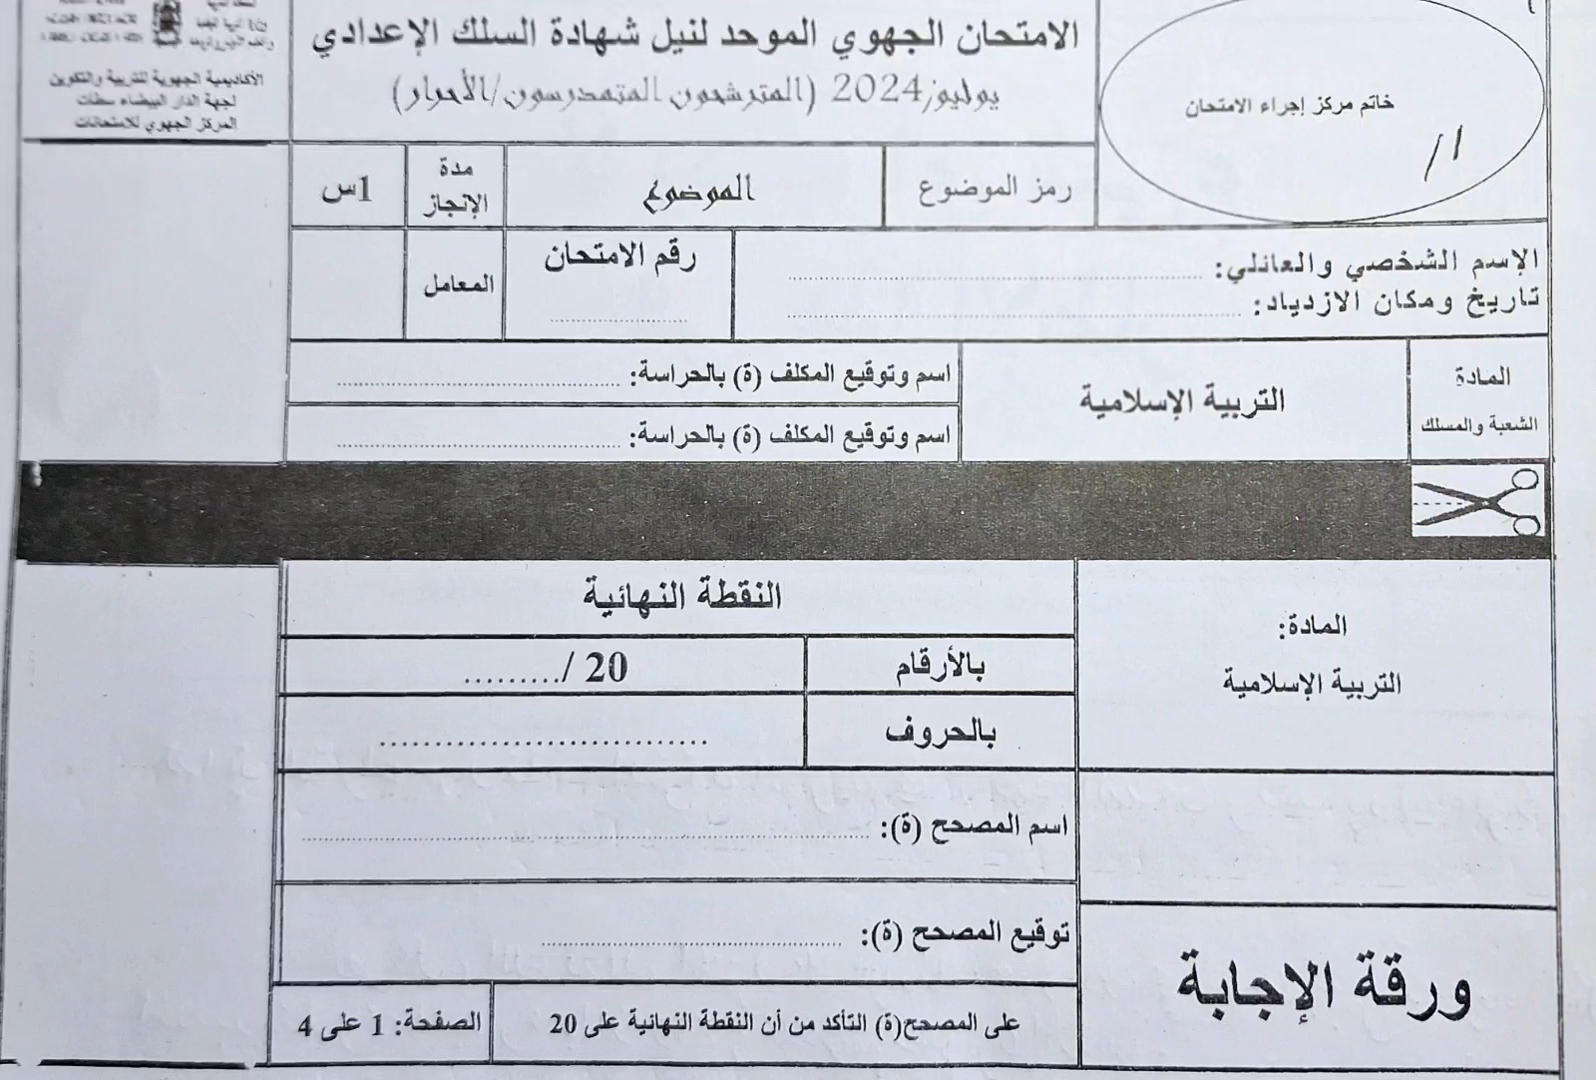 الامتحان الجهوي الموحد لنيل شهادة السلك الإعدادي
يوليوز 2024 (المترشحون المتمدرسون/الأحرار)
خاتم مركز إجراء الامتحان
الأكاديمية الجهوية للتربية والتكوين
لجهة الدار البيضاء سطات
المركز الجهوي للامتحانات
رمز الموضوع
الموضوع
مدة الإنجاز
1س
الإسم الشخصي والعائلي: ........................
تاريخ ومكان الازدياد: ........................
رقم الامتحان
........................
المعامل
المادة
الشعبة والمسلك
التربية الإسلامية
اسم وتوقيع المكلف (ة) بالحراسة: ........................
اسم وتوقيع المكلف (ة) بالحراسة: ........................
المادة:
التربية الإسلامية
النقطة النهائية
بالأرقام
20 /.........
بالحروف
..............................
اسم المصحح (ة): ........................
توقيع المصحح (ة): ........................
ورقة الإجابة
على المصحح(ة) التأكد من أن النقطة النهائية على 20
الصفحة: 1 على 4